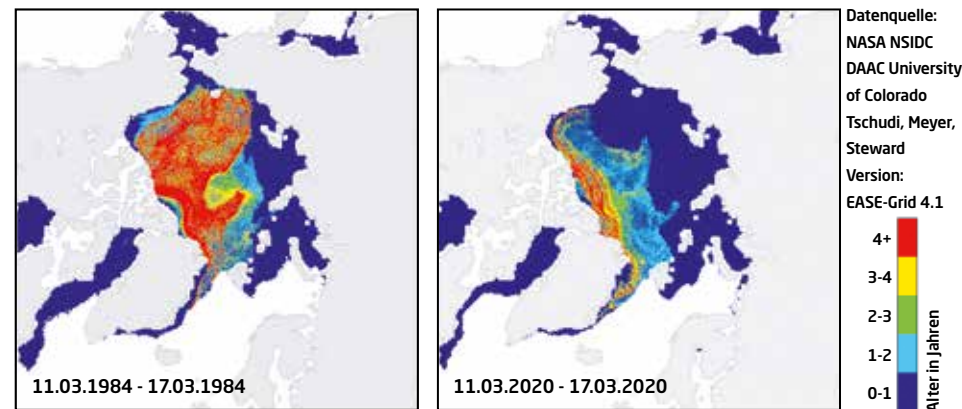 11.03.1984 - 17.03.1984
11.03.2020 - 17.03.2020
Datenquelle:
NASA NSIDC
DAAC University
of Colorado
Tschudi, Meyer,
Steward
Version:
EASE-Grid 4.1
4+
3-4
2-3
1-2
0-1
Alter in Jahren